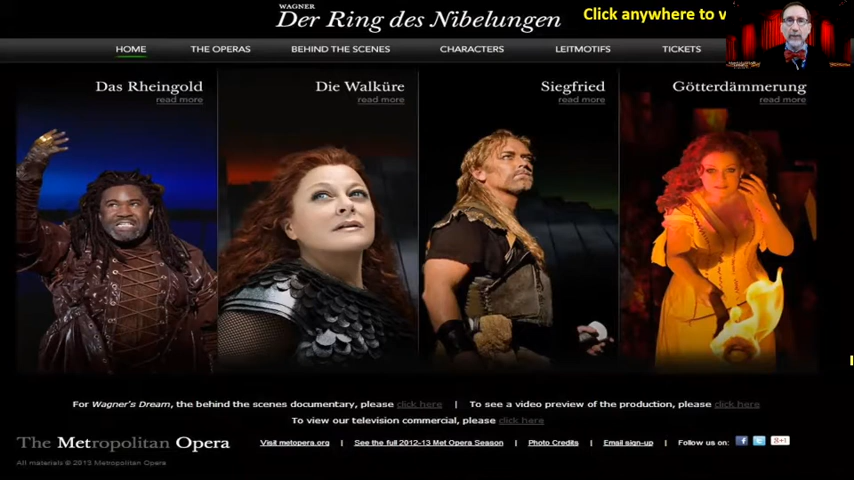 WAGNER
Der Ring des Nibelungen
Click anywhere to v
HOME THE OPERAS BEHIND THE SCENES CHARACTERS LEITMOTIFS TICKETS
Das Rheingold
read more
Die Walküre
read more
Siegfried
read more
Götterdämmerung
read more
For Wagner's Dream, the behind the scenes documentary, please click here | To see a video preview of the production, please click here
To view our television commercial, please click here
The Metropolitan Opera
Visit metopera.org | See the full 2012-13 Met Opera Season | Photo Credits | Email sign-up | Follow us on: f g+1
All materials © 2013 Metropolitan Opera